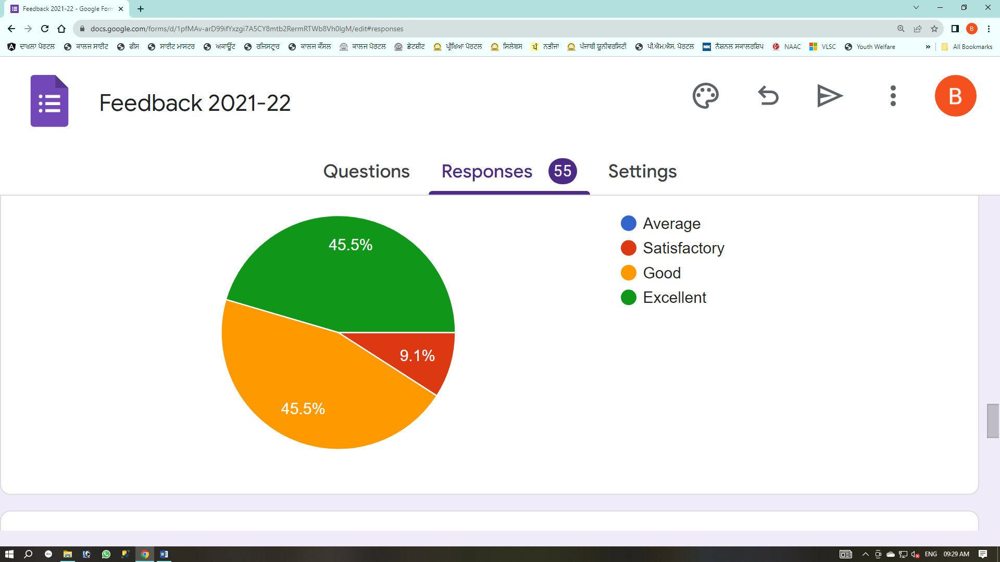 Feedback 2021-22 - Google Form
docs.google.com/forms/d/1pfMAv-arD99ifYxzgi7A5CY8mtb2RermRTWb8Vh0lgM/edit#responses
B
ਦਾਖਲਾ ਪੋਰਟਲ ਕਾਲਜ ਸਾਈਟ ਫੀਸ ਸਾਈਟ ਮਾਸਟਰ ਅਕਾਊਂਟ ਰਜਿਸਟ੍ਰਾਰ ਕਾਲਜ ਕੌਂਸਲ ਕਾਲਜ ਪੋਰਟਲ ਡੇਟਸ਼ੀਟ ਪ੍ਰੀਖਿਆ ਪੋਰਟਲ ਸਿਲੇਬਸ ਪੰ ਨਤੀਜਾ ਪੰਜਾਬੀ ਯੂਨੀਵਰਸਿਟੀ ਪੀ.ਐਮ.ਐਸ. ਪੋਰਟਲ NK ਨੈਸ਼ਨਲ ਸਕਾਲਰਸ਼ਿਪ NAAC VLSC Youth Welfare » All Bookmarks
Feedback 2021-22
B
Questions Responses 55 Settings
45.5%
9.1%
45.5%
Average
Satisfactory
Good
Excellent
ENG 09:29 AM